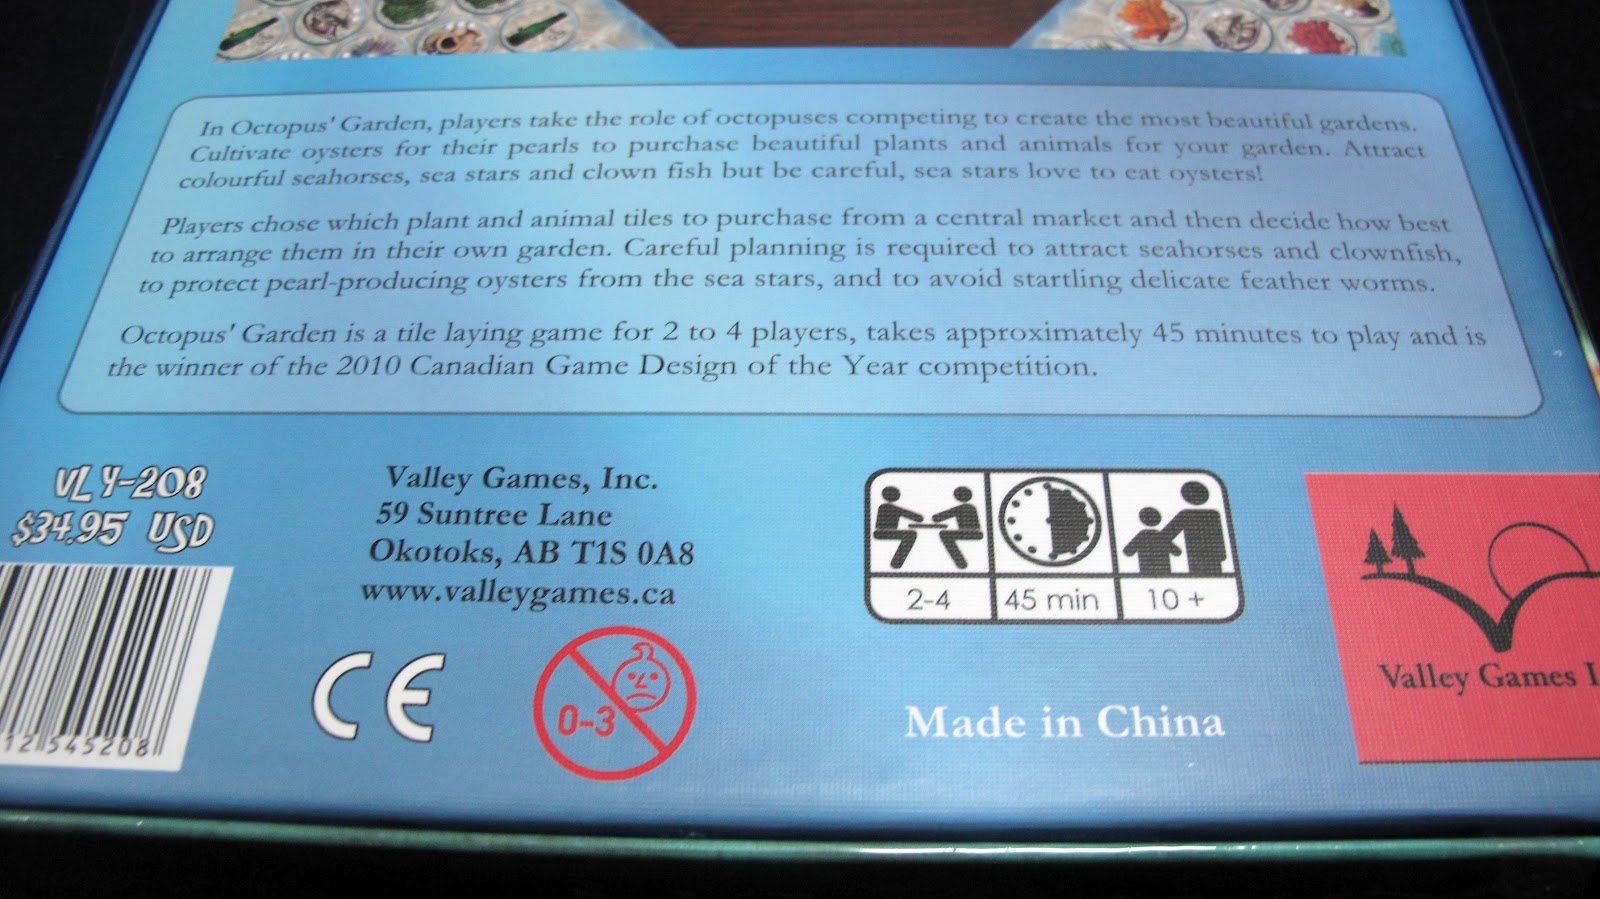 In Octopus' Garden, players take the role of octopuses competing to create the most beautiful gardens.
Cultivate oysters for their pearls to purchase beautiful plants and animals for your garden. Attract
colourful seahorses, sea stars and clown fish but be careful, sea stars love to eat oysters!
Players chose which plant and animal tiles to purchase from a central market and then decide how best
to arrange them in their own garden. Careful planning is required to attract seahorses and clownfish,
to protect pearl-producing oysters from the sea stars, and to avoid startling delicate feather worms.
Octopus' Garden is a tile laying game for 2 to 4 players, takes approximately 45 minutes to play and is
the winner of the 2010 Canadian Game Design of the Year competition.
VLY-208
$34.95 USD
12 545208
Valley Games, Inc.
59 Suntree Lane
Okotoks, AB T1S 0A8
www.valleygames.ca
CE
0-3
2-4 45 min 10 +
Made in China
Valley Games